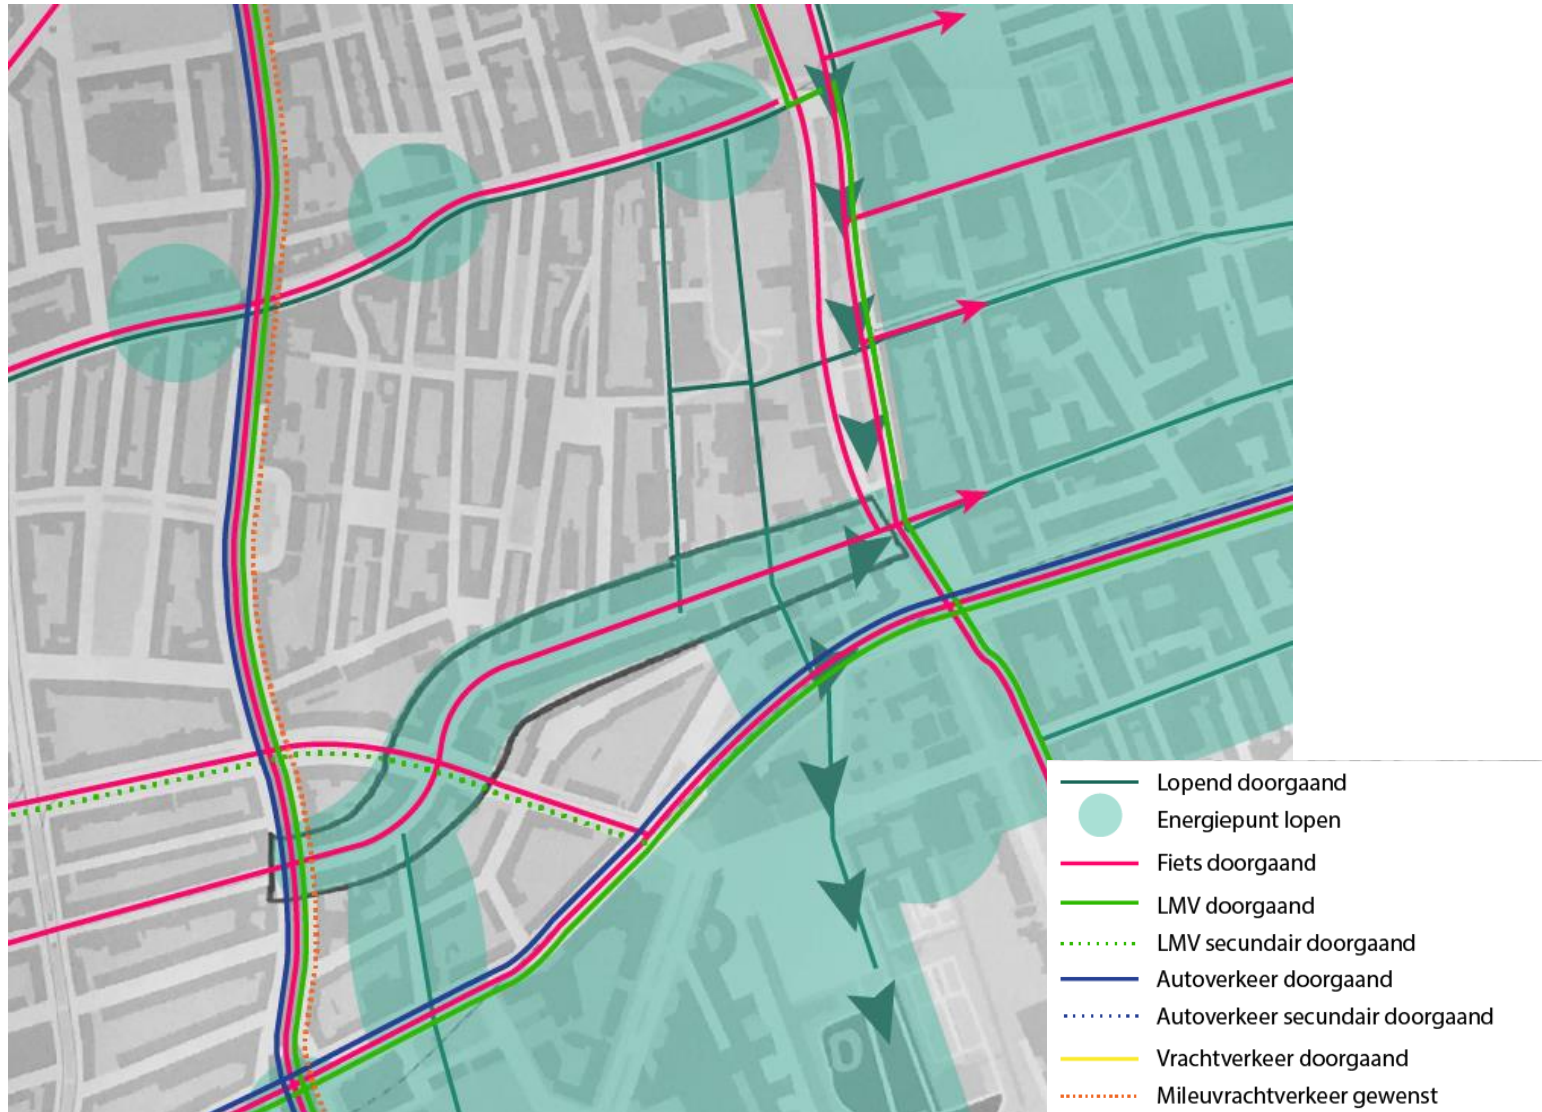 Lopend doorgaand
Energiepunt lopen
Fiets doorgaand
LMV doorgaand
LMV secundair doorgaand
Autoverkeer doorgaand
Autoverkeer secundair doorgaand
Vrachtverkeer doorgaand
Mileuvrachtverkeer gewenst